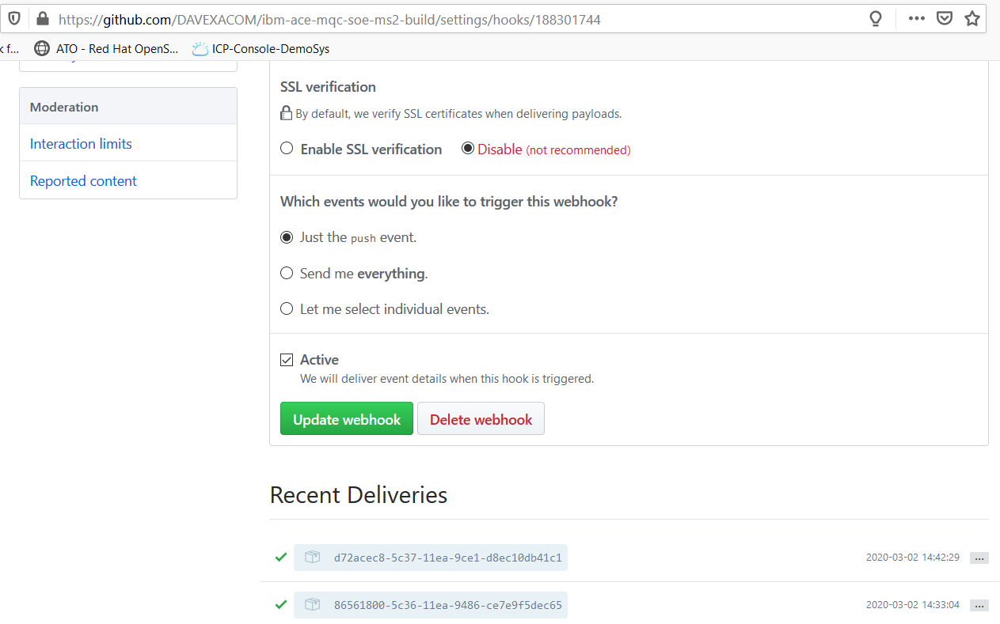 https://github.com/DAVEXACOM/ibm-ace-mqc-soe-ms2-build/settings/hooks/188301744
f... ATO - Red Hat OpenS... ICP-Console-DemoSys
SSL verification
Moderation
By default, we verify SSL certificates when delivering payloads.
Interaction limits
Enable SSL verification Disable (not recommended)
Reported content
Which events would you like to trigger this webhook?
Just the push event.
Send me everything.
Let me select individual events.
Active
We will deliver event details when this hook is triggered.
Update webhook Delete webhook
Recent Deliveries
d72acec8-5c37-11ea-9ce1-d8ec10db41c1 2020-03-02 14:42:29 ...
86561800-5c36-11ea-9486-ce7e9f5dec65 2020-03-02 14:33:04 ...